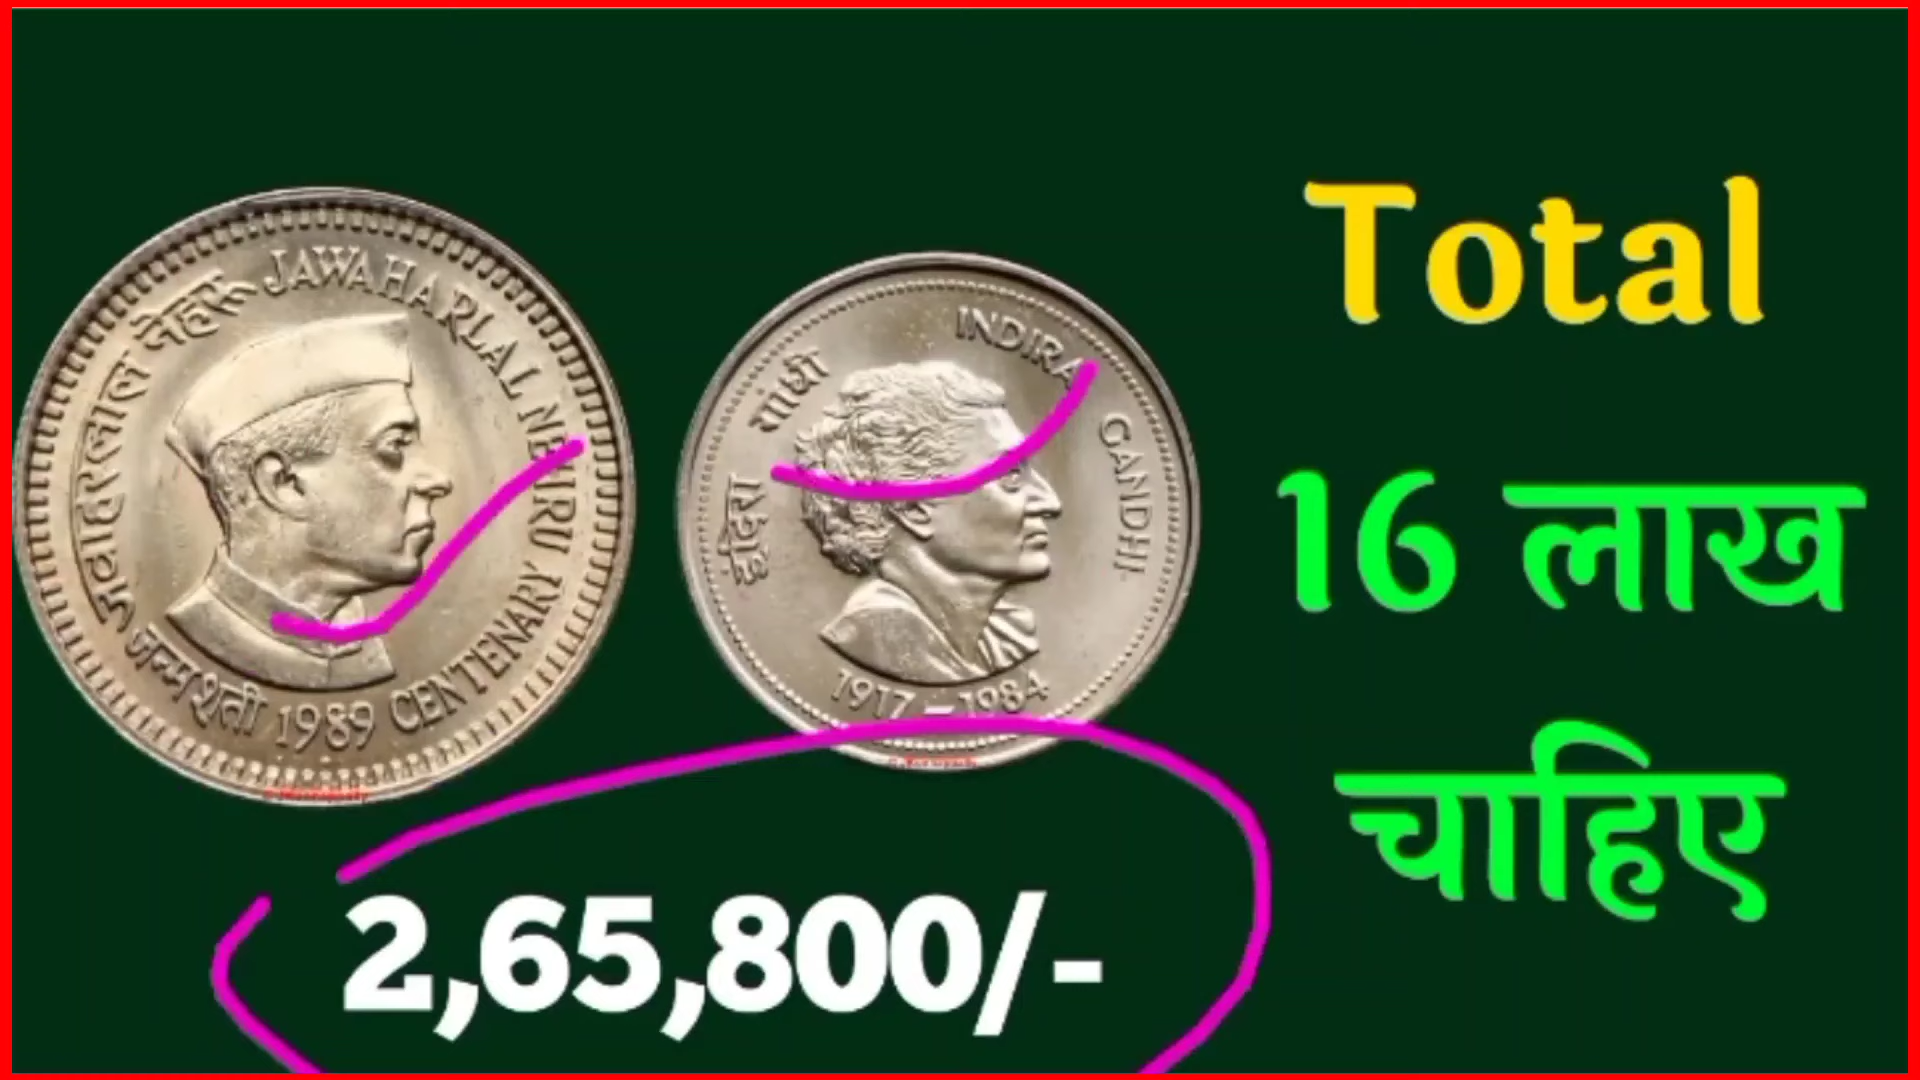 जवाहरलाल नेहरू JAWAHARLAL NEHRU
जन्मशती 1989 CENTENARY
इंदिरा गांधी INDIRA GANDHI
1917 - 1984
Total
16 लाख
चाहिए
2,65,800/-